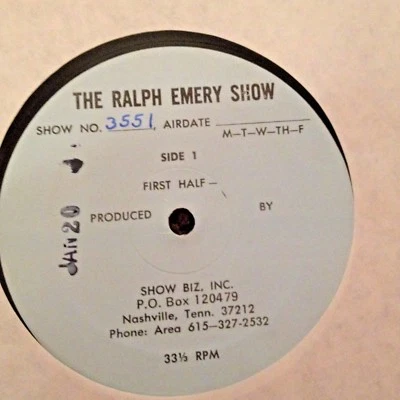 THE RALPH EMERY SHOW
SHOW NO. 3551, AIRDATE
M-T-W-TH-F
SIDE 1
FIRST HALF-
PRODUCED BY
JAN 20
SHOW BIZ, INC.
P.O. Box 120479
Nashville, Tenn. 37212
Phone: Area 615-327-2532
33⅓ RPM